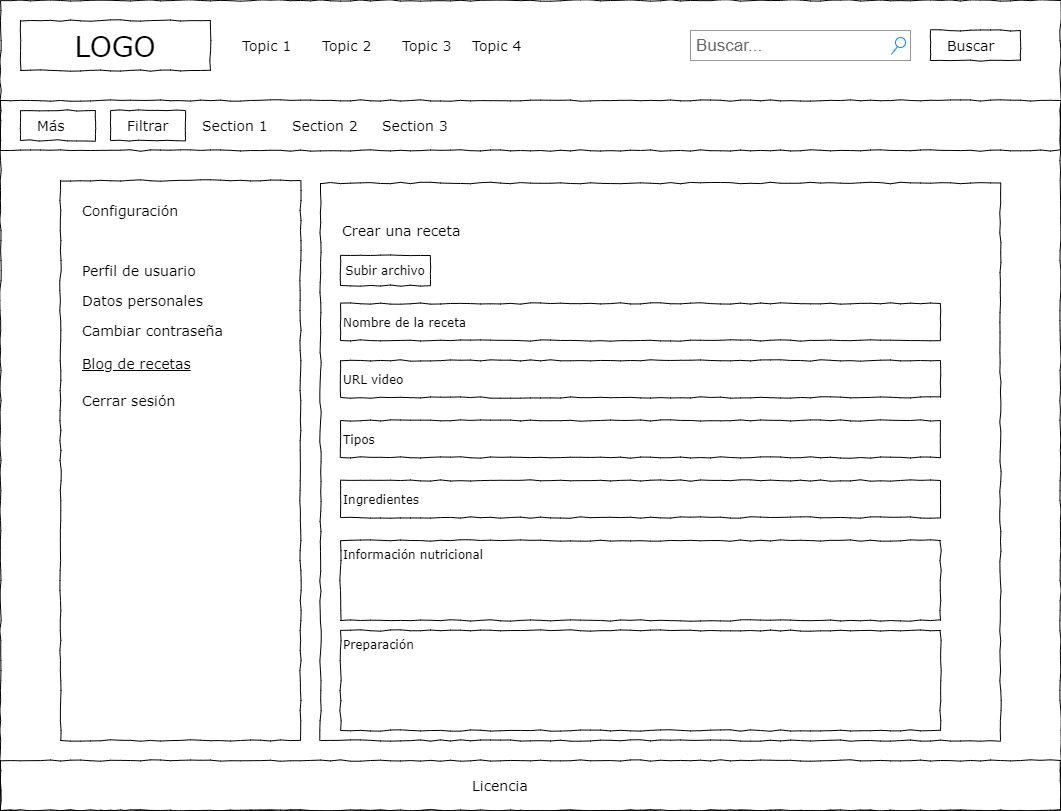 LOGO
Topic 1 Topic 2 Topic 3 Topic 4
Buscar...
Buscar
Más
Filtrar
Section 1 Section 2 Section 3
Configuración
Perfil de usuario
Datos personales
Cambiar contraseña
Blog de recetas
Cerrar sesión
Crear una receta
Subir archivo
Nombre de la receta
URL video
Tipos
Ingredientes
Información nutricional
Preparación
Licencia